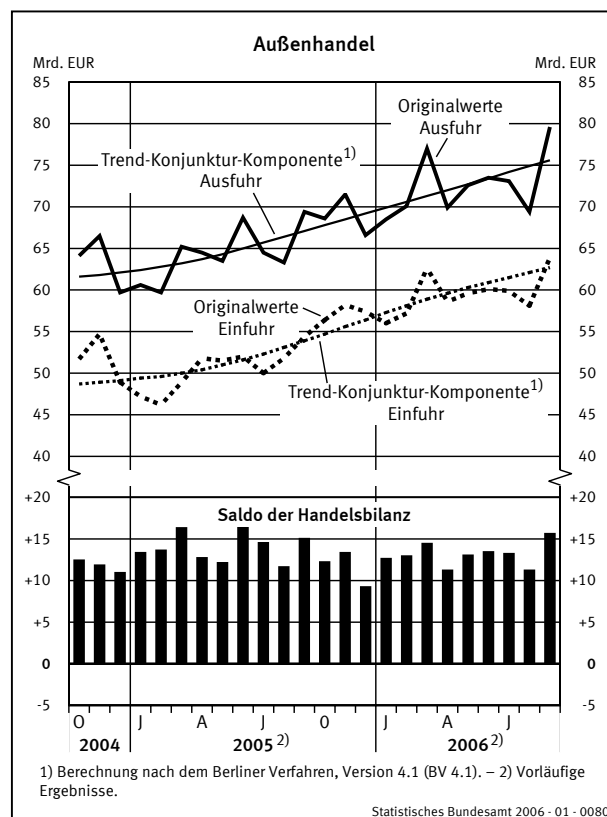 Außenhandel
Mrd. EUR Mrd. EUR
85 85
80 80
75 75
70 70
65 65
60 60
55 55
50 50
45 45
40 40
Originalwerte
Ausfuhr
Trend-Konjunktur-Komponente1)
Ausfuhr
Originalwerte
Einfuhr
Trend-Konjunktur-Komponente1)
Einfuhr
+20 +20
Saldo der Handelsbilanz
+15 +15
+10 +10
+5 +5
0 0
-5 -5
O J A J O J A J
2004 2005 2) 2006 2)
1) Berechnung nach dem Berliner Verfahren, Version 4.1 (BV 4.1). – 2) Vorläufige
Ergebnisse.
Statistisches Bundesamt 2006 - 01 - 0080